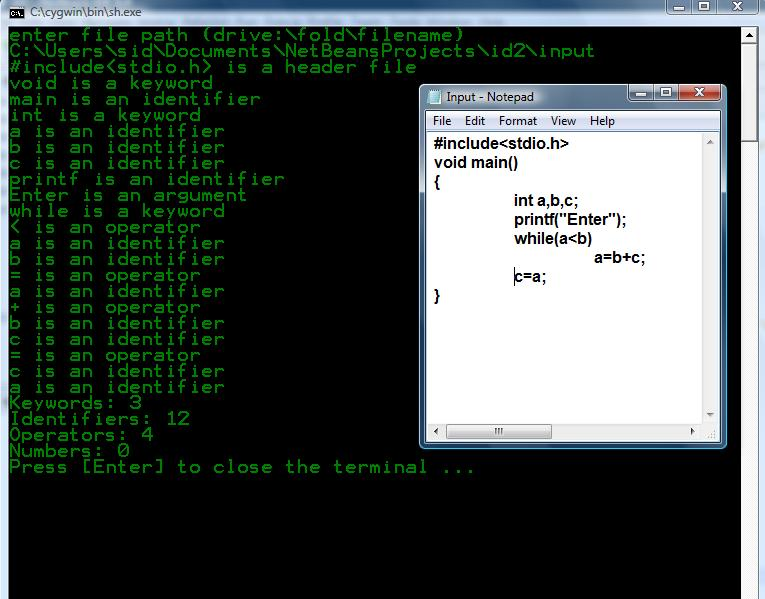 C:\cygwin\bin\sh.exe
enter file path (drive:\fold\filename)
C:\Users\sid\Documents\NetBeansProjects\id2\input
#include<stdio.h> is a header file
void is a keyword
main is an identifier
int is a keyword
a is an identifier
b is an identifier
c is an identifier
printf is an identifier
Enter is an argument
while is a keyword
< is an operator
a is an identifier
b is an identifier
= is an operator
a is an identifier
+ is an operator
b is an identifier
c is an identifier
= is an operator
c is an identifier
a is an identifier
Keywords: 3
Identifiers: 12
Operators: 4
Numbers: 0
Press [Enter] to close the terminal ...
Input - Notepad
File Edit Format View Help
#include<stdio.h>
void main()
{
int a,b,c;
printf("Enter");
while(a<b)
a=b+c;
c=a;
}